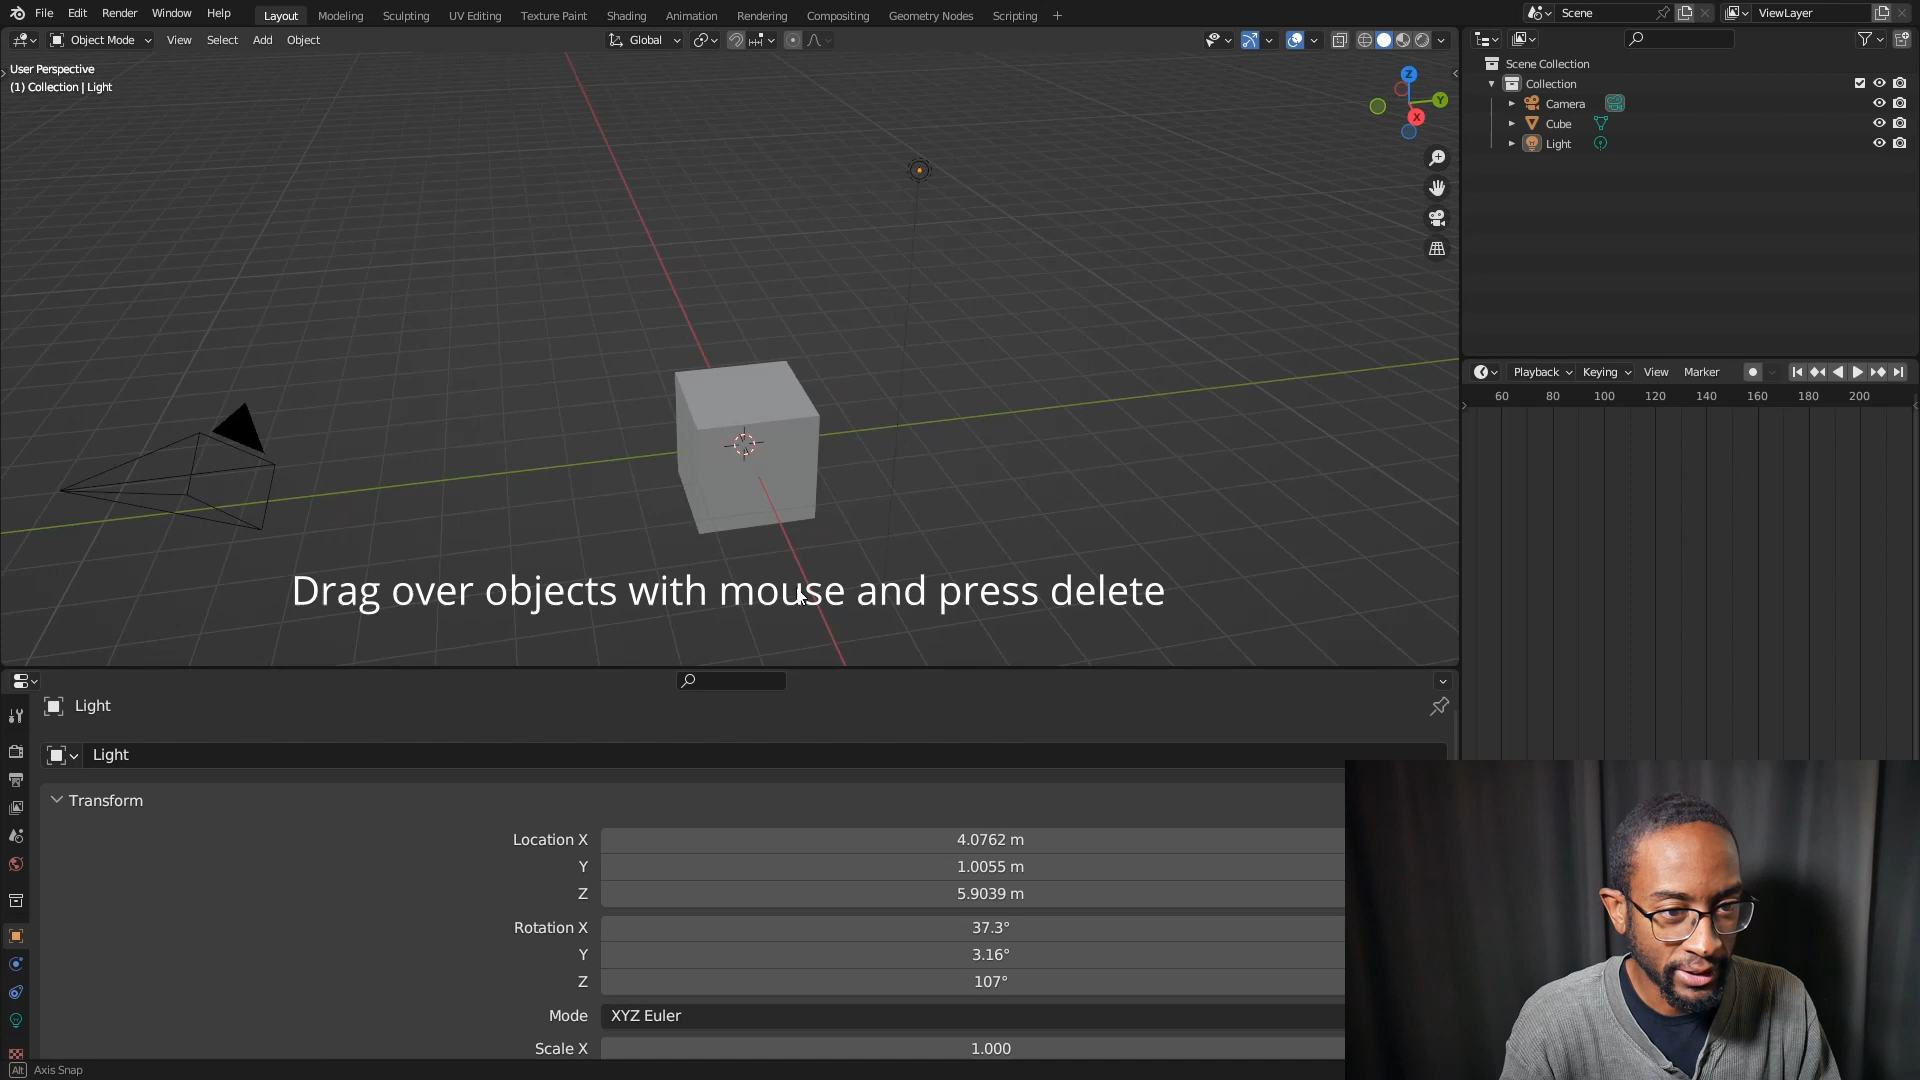 File Edit Render Window Help Layout Modeling Sculpting UV Editing Texture Paint Shading Animation Rendering Compositing Geometry Nodes Scripting + Scene ViewLayer
Object Mode View Select Add Object Global
User Perspective
(1) Collection | Light
Z
Y
X
Scene Collection
Collection
Camera
Cube
Light
Playback Keying View Marker
60 80 100 120 140 160 180 200
Drag over objects with mouse and press delete
Light
Light
Transform
Location X 4.0762 m
Y 1.0055 m
Z 5.9039 m
Rotation X 37.3°
Y 3.16°
Z 107°
Mode XYZ Euler
Scale X 1.000
Alt Axis Snap